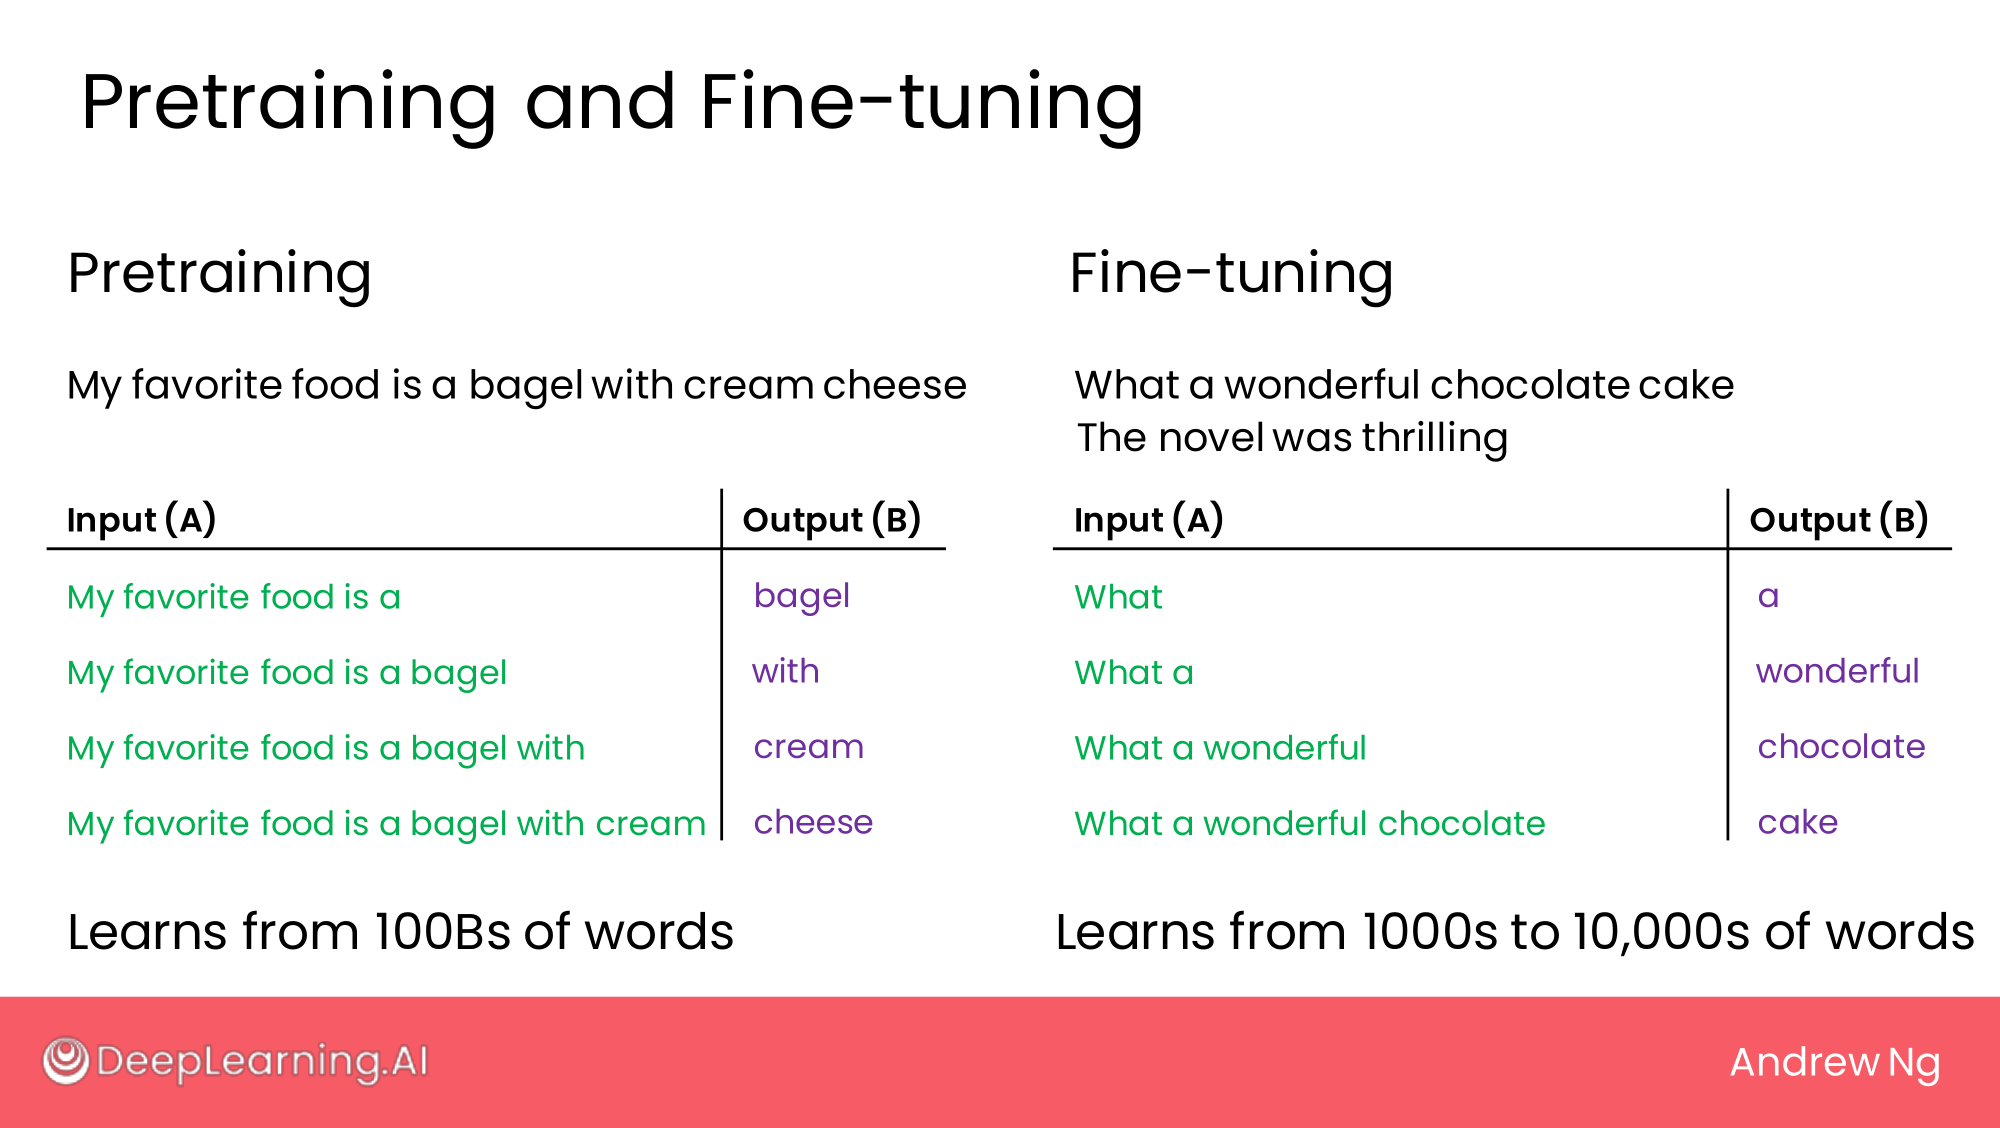 Pretraining and Fine-tuning
Pretraining
My favorite food is a bagel with cream cheese
Input (A) Output (B)
My favorite food is a bagel
My favorite food is a bagel with
My favorite food is a bagel with cream
My favorite food is a bagel with cream cheese
Learns from 100Bs of words
Fine-tuning
What a wonderful chocolate cake
The novel was thrilling
Input (A) Output (B)
What a
What a wonderful
What a wonderful chocolate
What a wonderful chocolate cake
Learns from 1000s to 10,000s of words
DeepLearning.AI
Andrew Ng